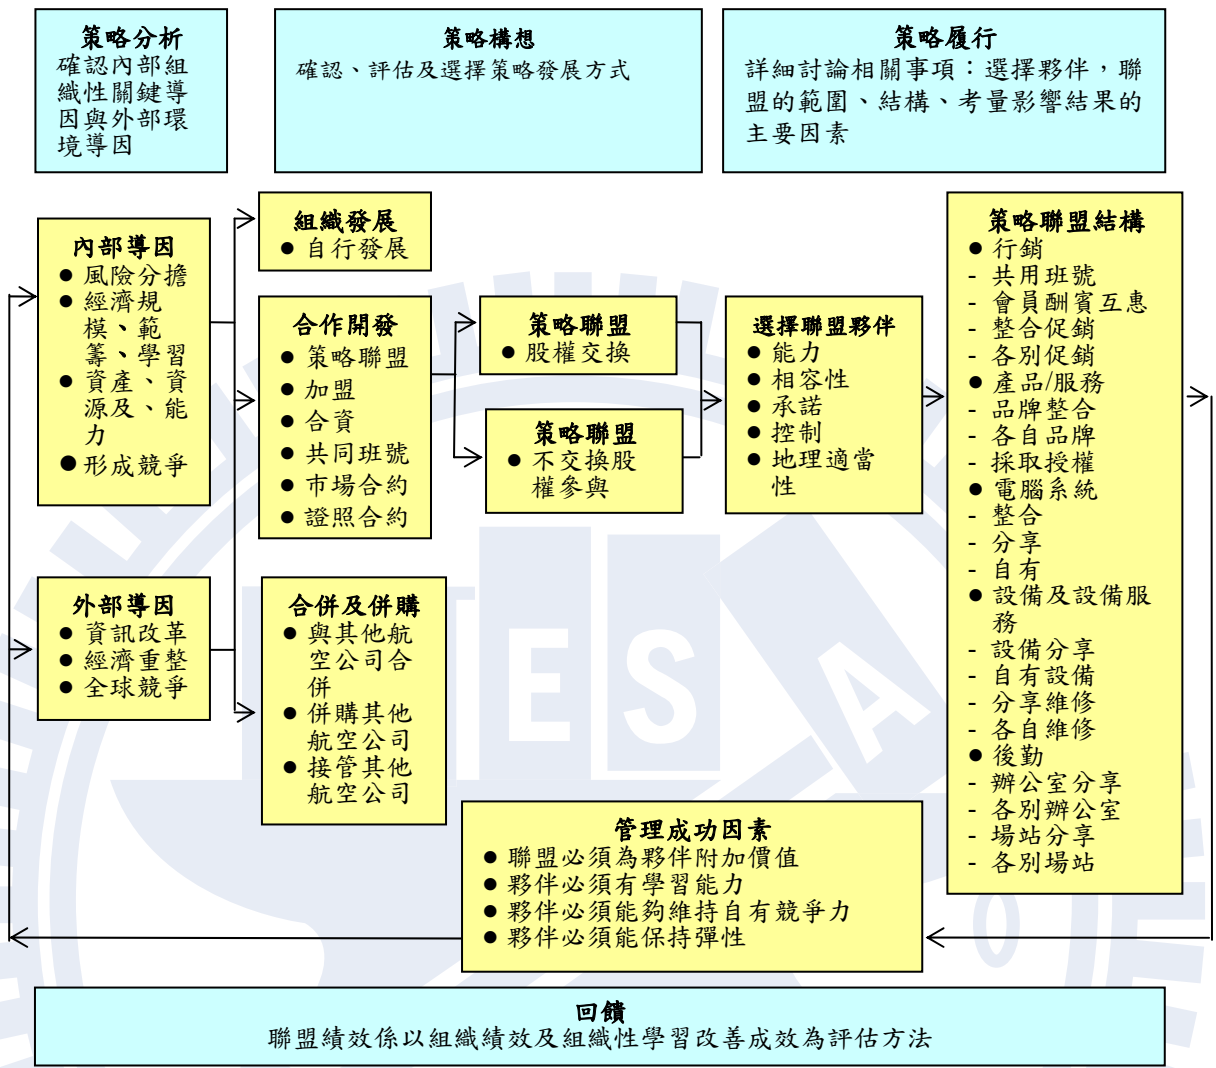 策略分析
確認內部組
織性關鍵導
因與外部環
境導因
策略構想
確認、評估及選擇策略發展方式
策略履行
詳細討論相關事項：選擇夥伴，聯
盟的範圍、結構、考量影響結果的
主要因素
內部導因
● 風險分擔
● 經濟規
模、範
籌、學習
● 資產、資
源及、能
力
● 形成競爭
外部導因
● 資訊改革
● 經濟重整
● 全球競爭
組織發展
● 自行發展
合作開發
● 策略聯盟
● 加盟
● 合資
● 共同班號
● 市場合約
● 證照合約
合併及併購
● 與其他航
空公司合
併
● 併購其他
航空公司
● 接管其他
航空公司
策略聯盟
● 股權交換
策略聯盟
● 不交換股
權參與
選擇聯盟夥伴
● 能力
● 相容性
● 承諾
● 控制
● 地理適當
性
策略聯盟結構
● 行銷
- 共用班號
- 會員酬賓互惠
- 整合促銷
- 各別促銷
● 產品/服務
- 品牌整合
- 各自品牌
- 採取授權
● 電腦系統
- 整合
- 分享
- 自有
● 設備及設備服
務
- 設備分享
- 自有設備
- 分享維修
- 各自維修
● 後勤
- 辦公室分享
- 各別辦公室
- 場站分享
- 各別場站
管理成功因素
● 聯盟必須為夥伴附加價值
● 夥伴必須有學習能力
● 夥伴必須能夠維持自有競爭力
● 夥伴必須能保持彈性
回饋
聯盟績效係以組織績效及組織性學習改善成效為評估方法
ES
A